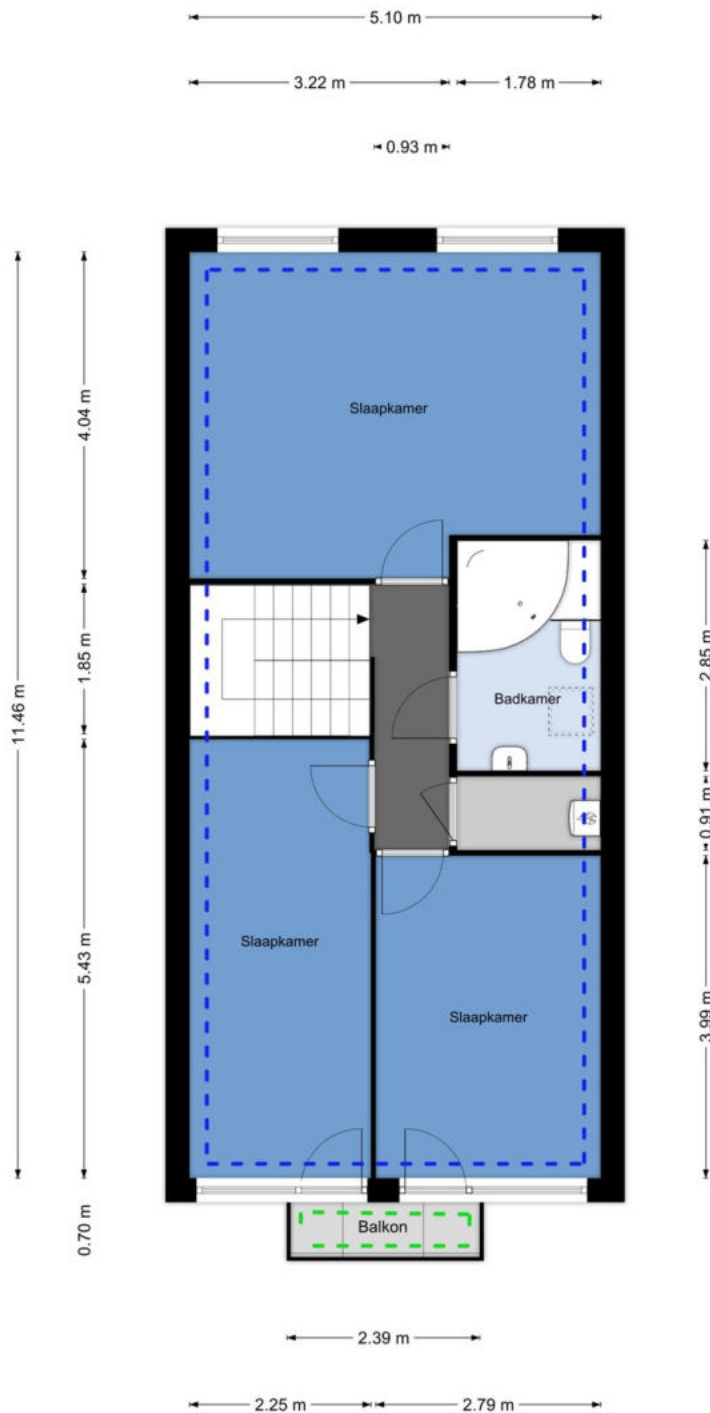 5.10 m
3.22 m
1.78 m
0.93 m
4.04 m
Slaapkamer
11.46 m
1.85 m
2.85 m
Badkamer
0.91 m
5.43 m
Slaapkamer
Slaapkamer
3.99 m
0.70 m
Balkon
2.39 m
2.25 m
2.79 m